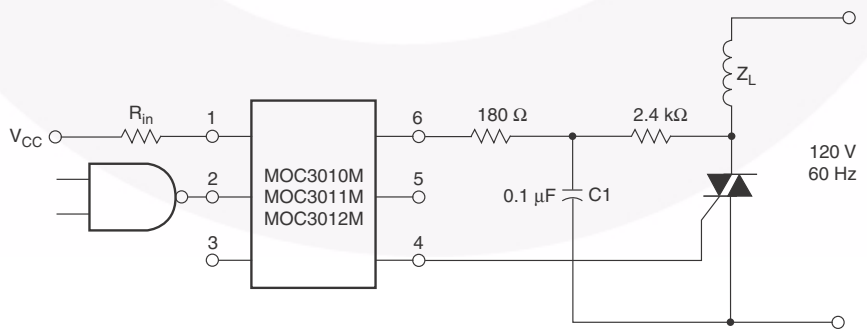 Z_L
R_in
1
6
180 Ω
2.4 kΩ
V_CC
120 V
60 Hz
MOC3010M
MOC3011M
MOC3012M
2
5
0.1 µF
C1
3
4